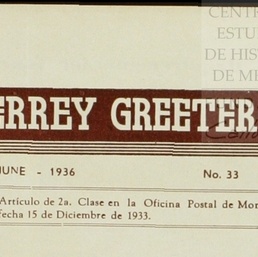 CENT
ESTU
DE HIS
DE M
ERREY GREETER
JUNE - 1936 No. 33
Artículo de 2a. Clase en la Oficina Postal de Mon
fecha 15 de Diciembre de 1933.